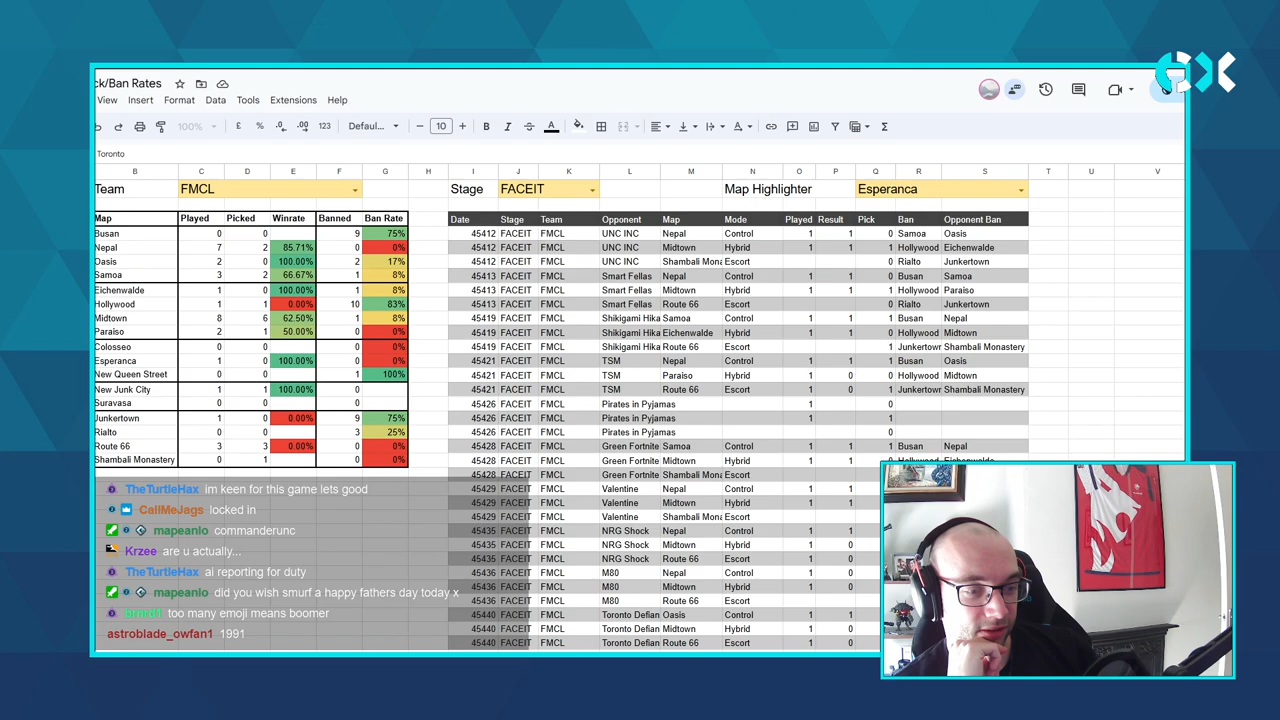 ck/Ban Rates
View Insert Format Data Tools Extensions Help
100% £ % .0 .00 123 Defaul... 10 B I A Σ
Toronto
B C D E F G H I J K L M N O P Q R S T U V
Team FMCL Stage FACEIT Map Highlighter Esperanca
Map Played Picked Winrate Banned Ban Rate
Busan 0 0 9 75%
Nepal 7 2 85.71% 0 0%
Oasis 2 0 100.00% 2 17%
Samoa 3 2 66.67% 1 8%
Eichenwalde 1 0 100.00% 1 8%
Hollywood 1 1 0.00% 10 83%
Midtown 8 6 62.50% 1 8%
Paraiso 2 1 50.00% 0 0%
Colosseo 0 0 0 0%
Esperanca 1 0 100.00% 0 0%
New Queen Street 0 0 1 100%
New Junk City 1 1 100.00% 0
Suravasa 0 0 0
Junkertown 1 0 0.00% 9 75%
Rialto 0 0 3 25%
Route 66 3 3 0.00% 0 0%
Shambali Monastery 0 1 0 0%
Date Stage Team Opponent Map Mode Played Result Pick Ban Opponent Ban
45412 FACEIT FMCL UNC INC Nepal Control 1 1 0 Samoa Oasis
45412 FACEIT FMCL UNC INC Midtown Hybrid 1 1 1 Hollywood Eichenwalde
45412 FACEIT FMCL UNC INC Shambali Mona Escort 0 Rialto Junkertown
45413 FACEIT FMCL Smart Fellas Nepal Control 1 1 0 Busan Samoa
45413 FACEIT FMCL Smart Fellas Midtown Hybrid 1 1 0 Hollywood Paraiso
45413 FACEIT FMCL Smart Fellas Route 66 Escort 0 Rialto Junkertown
45419 FACEIT FMCL Shikigami Hika Samoa Control 1 1 1 Busan Nepal
45419 FACEIT FMCL Shikigami Hika Eichenwalde Hybrid 1 1 0 Hollywood Midtown
45419 FACEIT FMCL Shikigami Hika Route 66 Escort 1 Junkertown Shambali Monastery
45421 FACEIT FMCL TSM Nepal Control 1 1 1 Busan Oasis
45421 FACEIT FMCL TSM Paraiso Hybrid 1 0 0 Hollywood Midtown
45421 FACEIT FMCL TSM Route 66 Escort 1 0 1 Junkertown Shambali Monastery
45426 FACEIT FMCL Pirates in Pyjamas 1 0
45426 FACEIT FMCL Pirates in Pyjamas 1 1
45426 FACEIT FMCL Pirates in Pyjamas 0
45428 FACEIT FMCL Green Fortnite Samoa Control 1 1 1 Busan Nepal
45428 FACEIT FMCL Green Fortnite Midtown Hybrid 1 1
45428 FACEIT FMCL Green Fortnite Shambali Mona Escort
45429 FACEIT FMCL Valentine Nepal Control 1 1
45429 FACEIT FMCL Valentine Midtown Hybrid 1 1
45429 FACEIT FMCL Valentine Shambali Mona Escort
45435 FACEIT FMCL NRG Shock Nepal Control 1 1
45435 FACEIT FMCL NRG Shock Midtown Hybrid 1 0
45435 FACEIT FMCL NRG Shock Route 66 Escort 1 0
45436 FACEIT FMCL M80 Nepal Control 1 0
45436 FACEIT FMCL M80 Midtown Hybrid 1 0
45436 FACEIT FMCL M80 Route 66 Escort
45440 FACEIT FMCL Toronto Defian Oasis Control 1 1
45440 FACEIT FMCL Toronto Defian Midtown Hybrid 1 0
45440 FACEIT FMCL Toronto Defian Route 66 Escort 1 0
TheTurtleHax im keen for this game lets good
CallMeJags locked in
mapeanlo commanderunc
Krzee are u actually...
TheTurtleHax ai reporting for duty
mapeanlo did you wish smurf a happy fathers day today x
too many emoji means boomer
astroblade_owfan1 1991